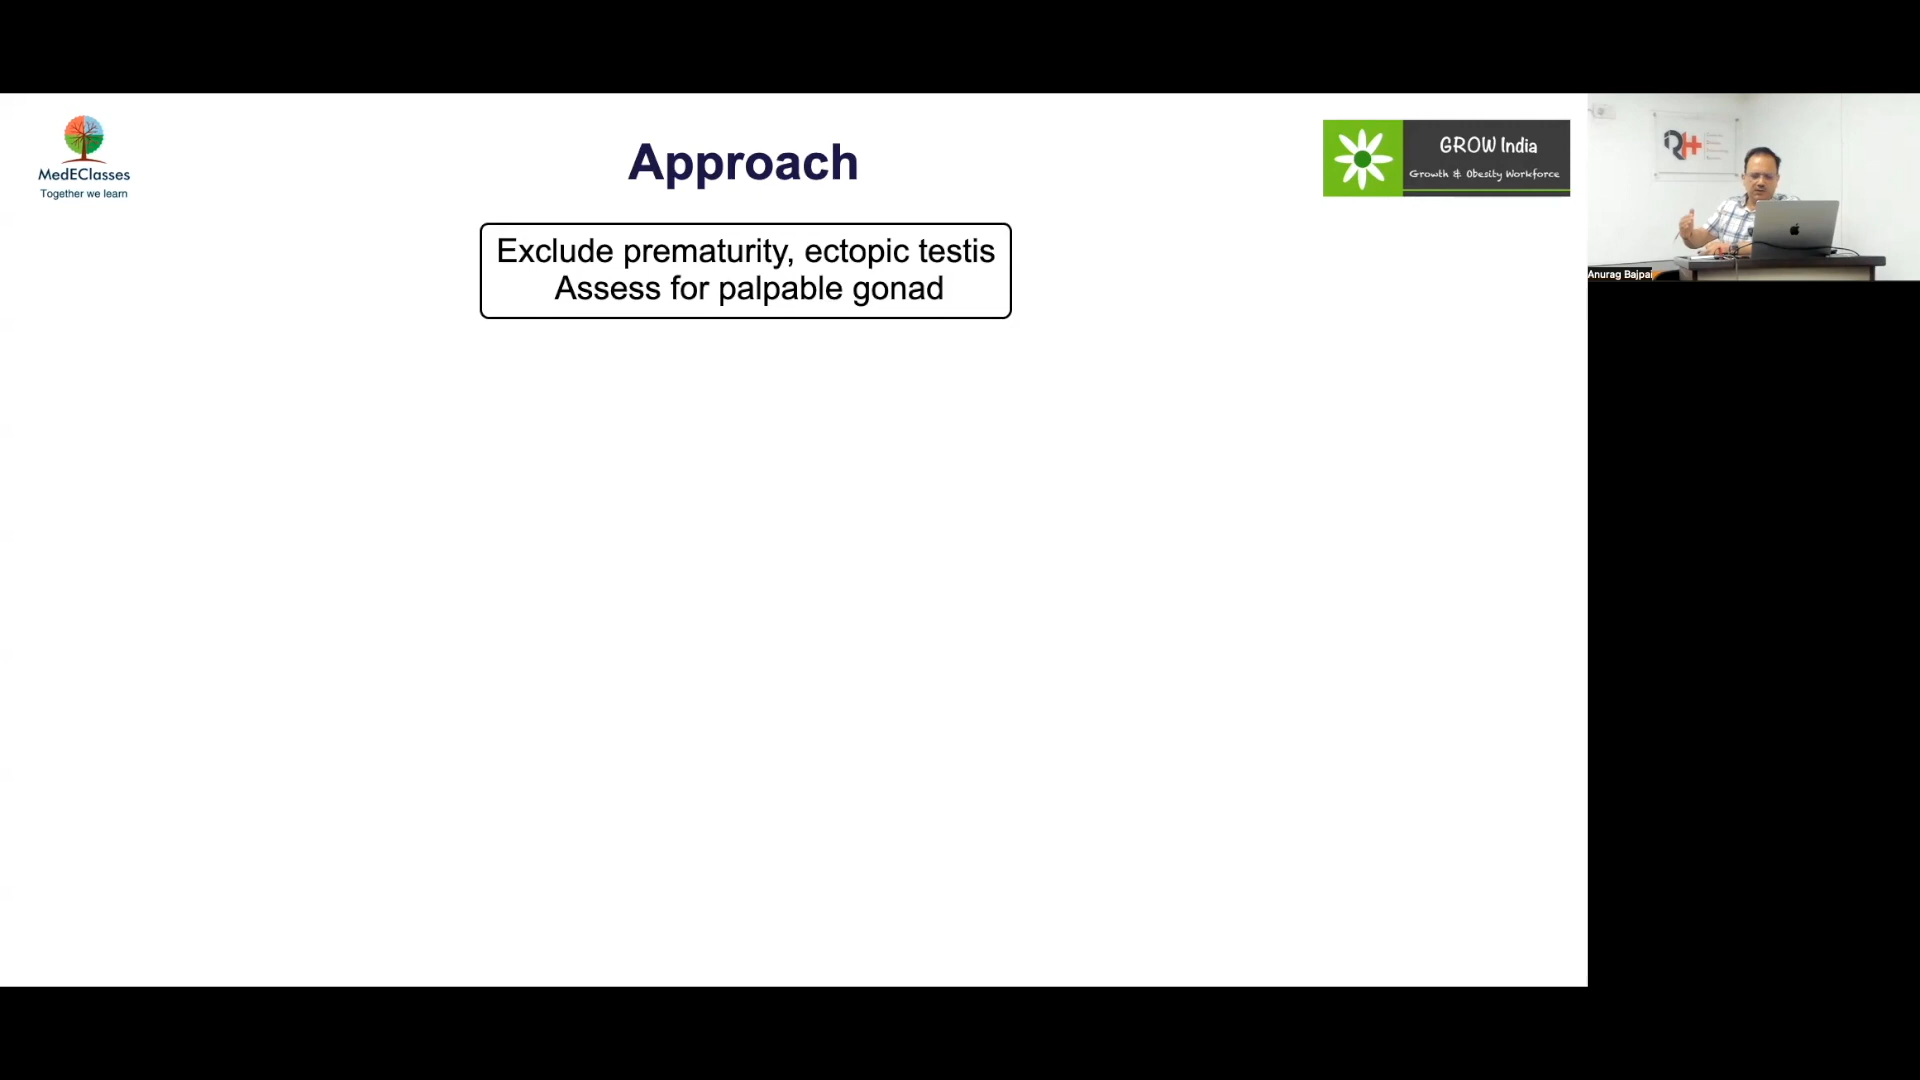 MedEClasses
Together we learn
Approach
GROW India
Growth & Obesity Workforce
Exclude prematurity, ectopic testis
Assess for palpable gonad
RH
Anurag Bajpai